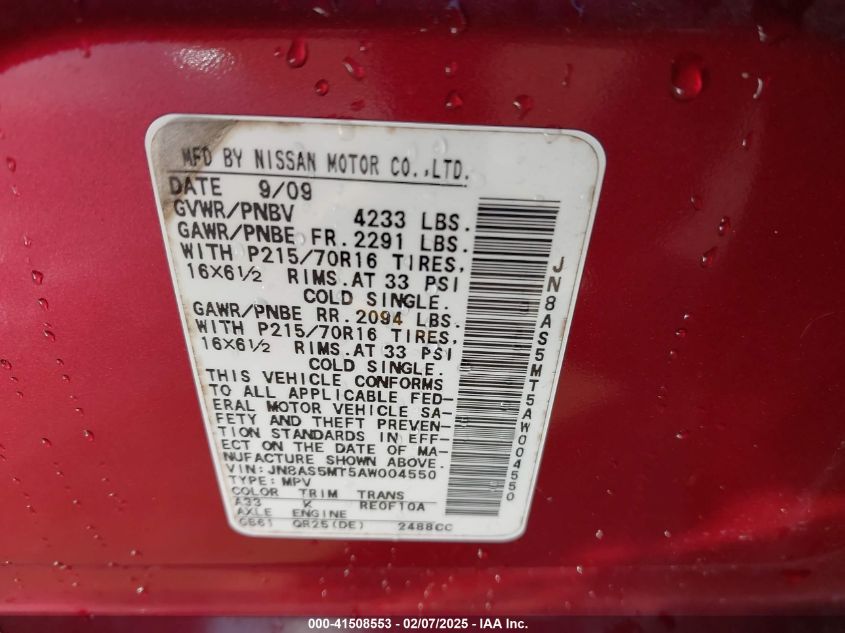 MFD BY NISSAN MOTOR CO.,LTD.
DATE 9/09
GVWR/PNBV 4233 LBS.
GAWR/PNBE FR.2291 LBS.
WITH P215/70R16 TIRES,
16X6½ RIMS.AT 33 PSI
COLD SINGLE.
GAWR/PNBE RR.2094 LBS.
WITH P215/70R16 TIRES,
16X6½ RIMS.AT 33 PSI
COLD SINGLE.
THIS VEHICLE CONFORMS
TO ALL APPLICABLE FED-
ERAL MOTOR VEHICLE SA-
FETY AND THEFT PREVEN-
TION STANDARDS IN EFF-
ECT ON THE DATE OF MA-
NUFACTURE SHOWN ABOVE.
VIN: JN8AS5MT5AW004550
TYPE: MPV
COLOR TRIM TRANS
A33 K RE0F10A
AXLE ENGINE
GB61 QR25(DE) 2488CC
JN8AS5MT5AW004550
000-41508553 - 02/07/2025 - IAA Inc.